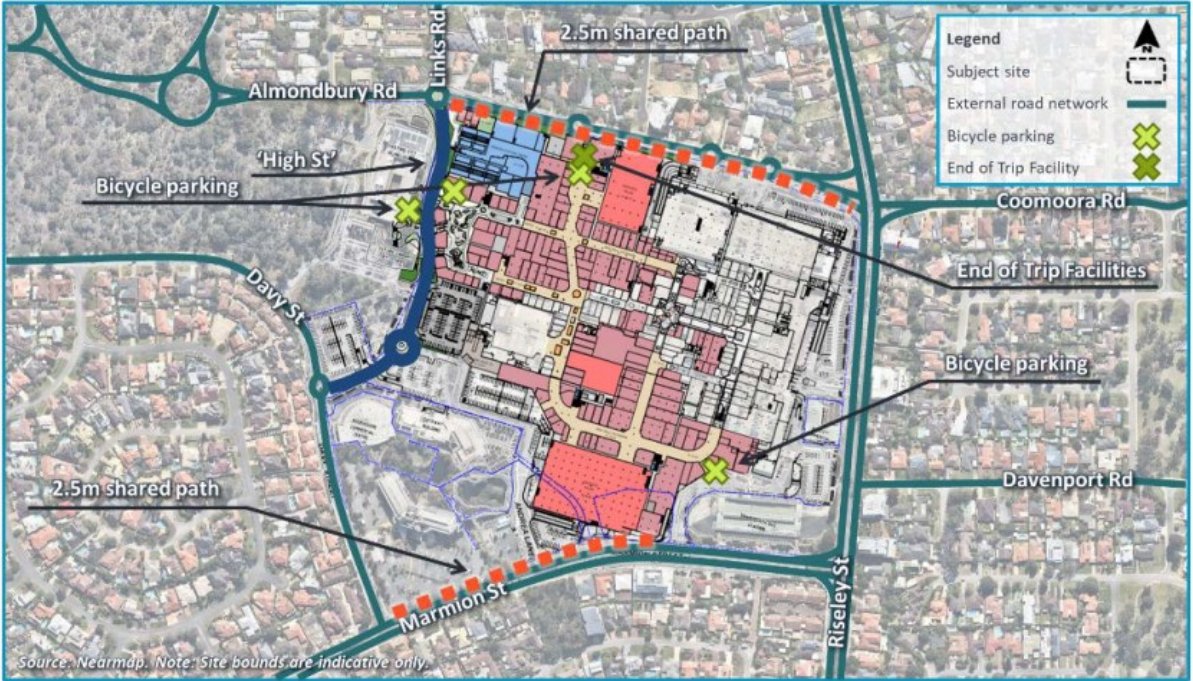 Links Rd
2.5m shared path
Almondbury Rd
'High St'
Bicycle parking
Legend
N
Subject site
External road network
Bicycle parking
End of Trip Facility
Coomoora Rd
End of Trip Facilities
Davy St
Bicycle parking
Davenport Rd
2.5m shared path
Marmion St
Riseley St
Source: Nearmap. Note: Site bounds are indicative only.